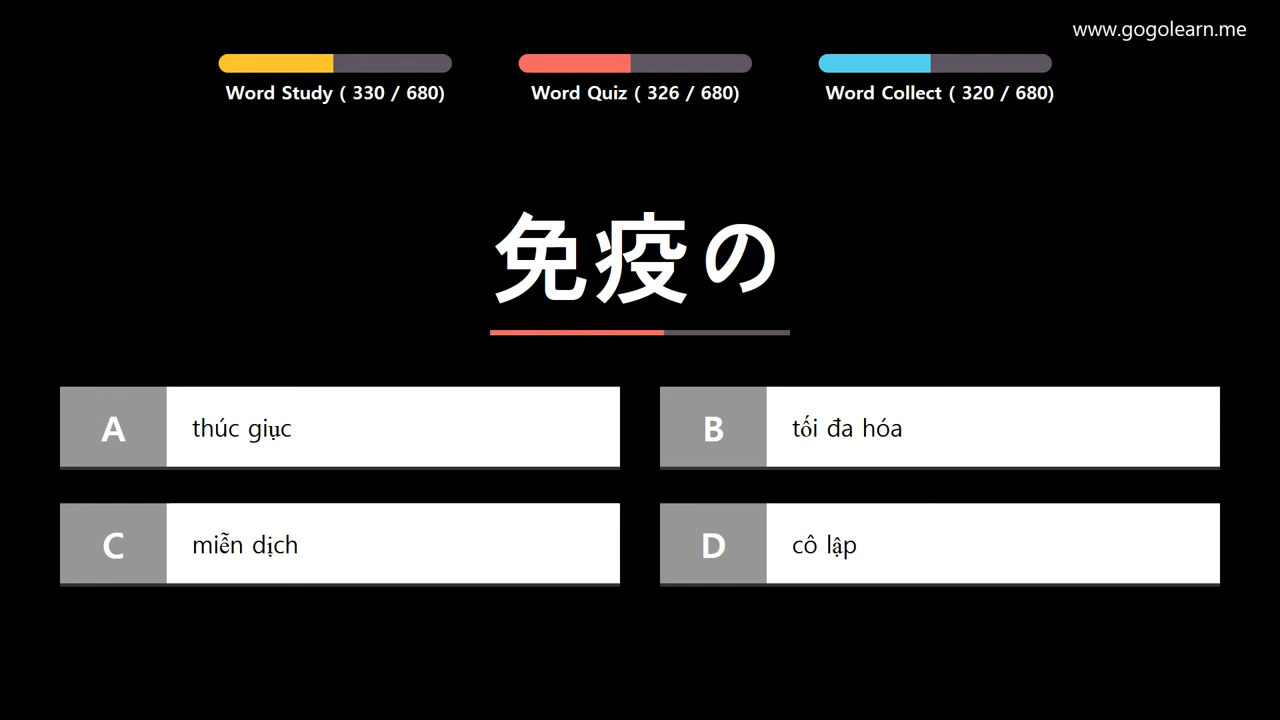 www.gogolearn.me
Word Study ( 330 / 680)
Word Quiz ( 326 / 680)
Word Collect ( 320 / 680)
免疫の
A thúc giục
B tối đa hóa
C miễn dịch
D cô lập